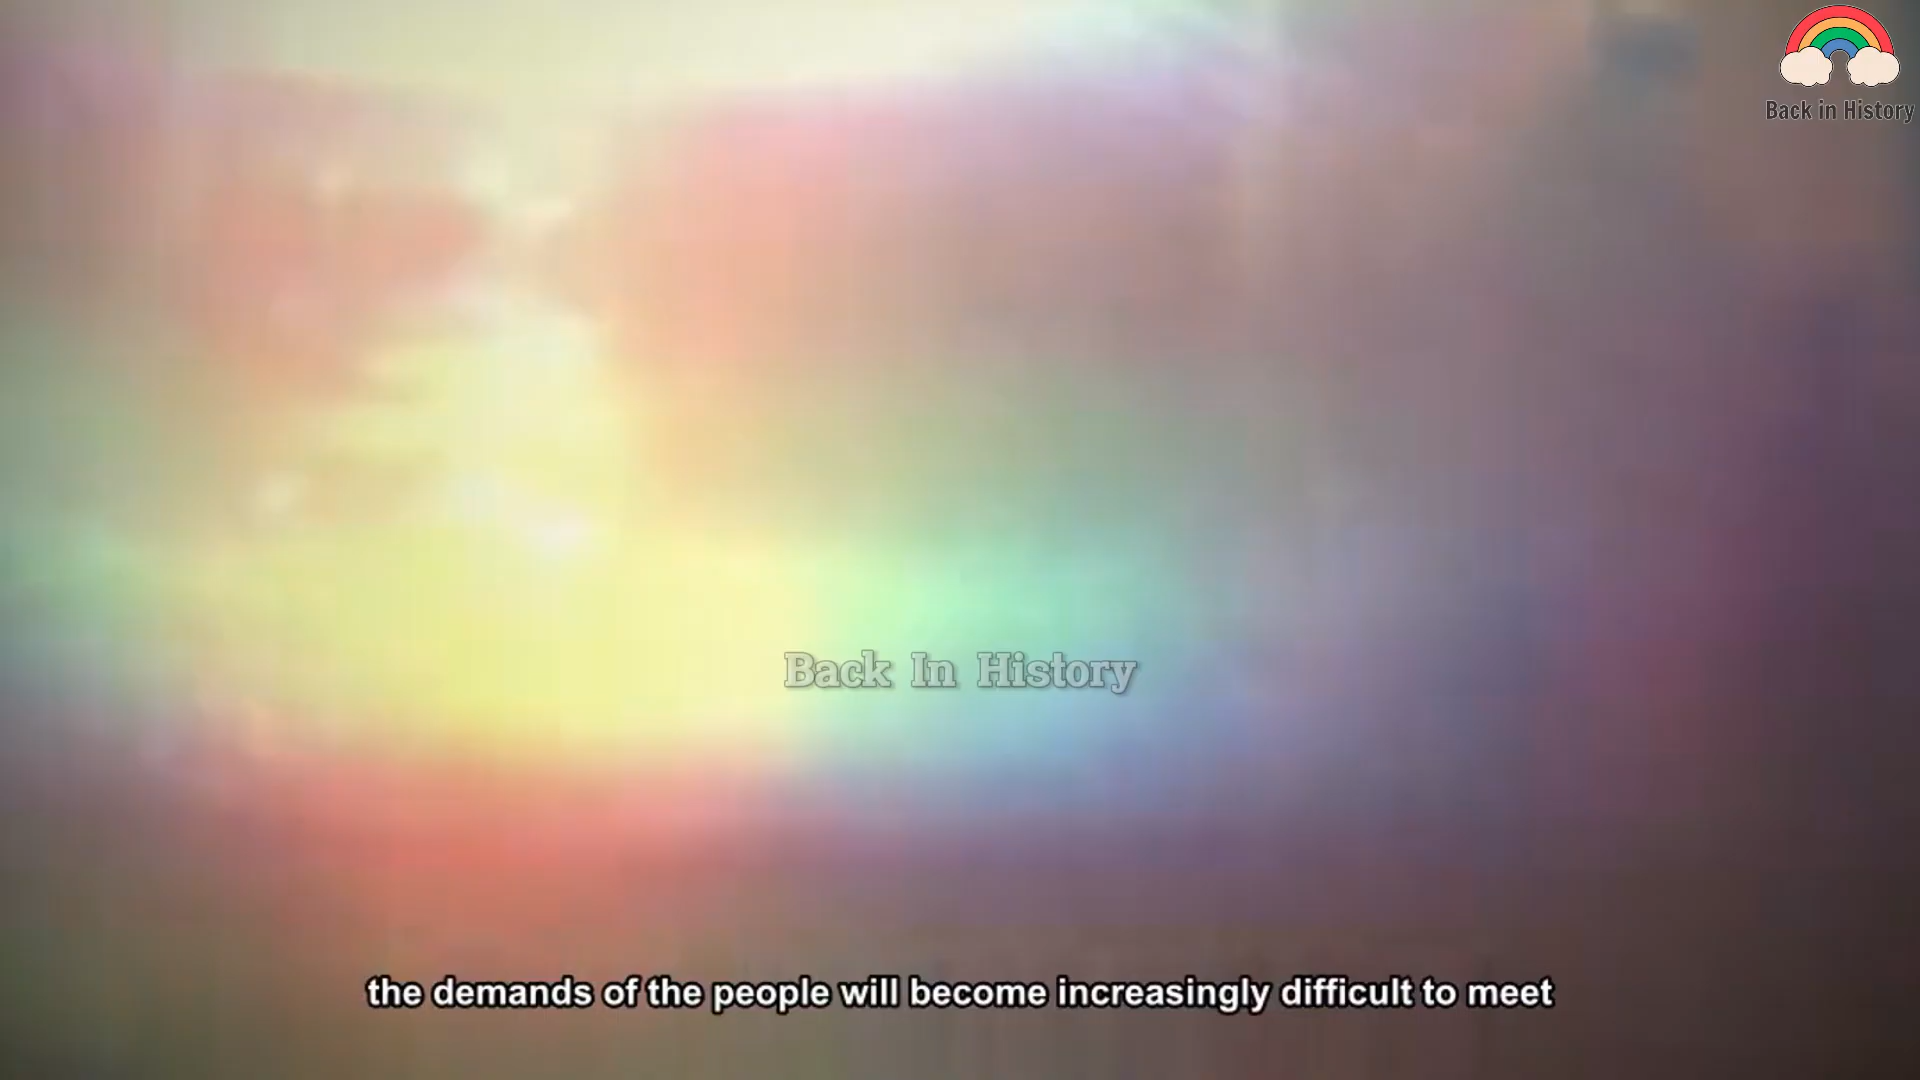 Back in History
Back In History
the demands of the people will become increasingly difficult to meet